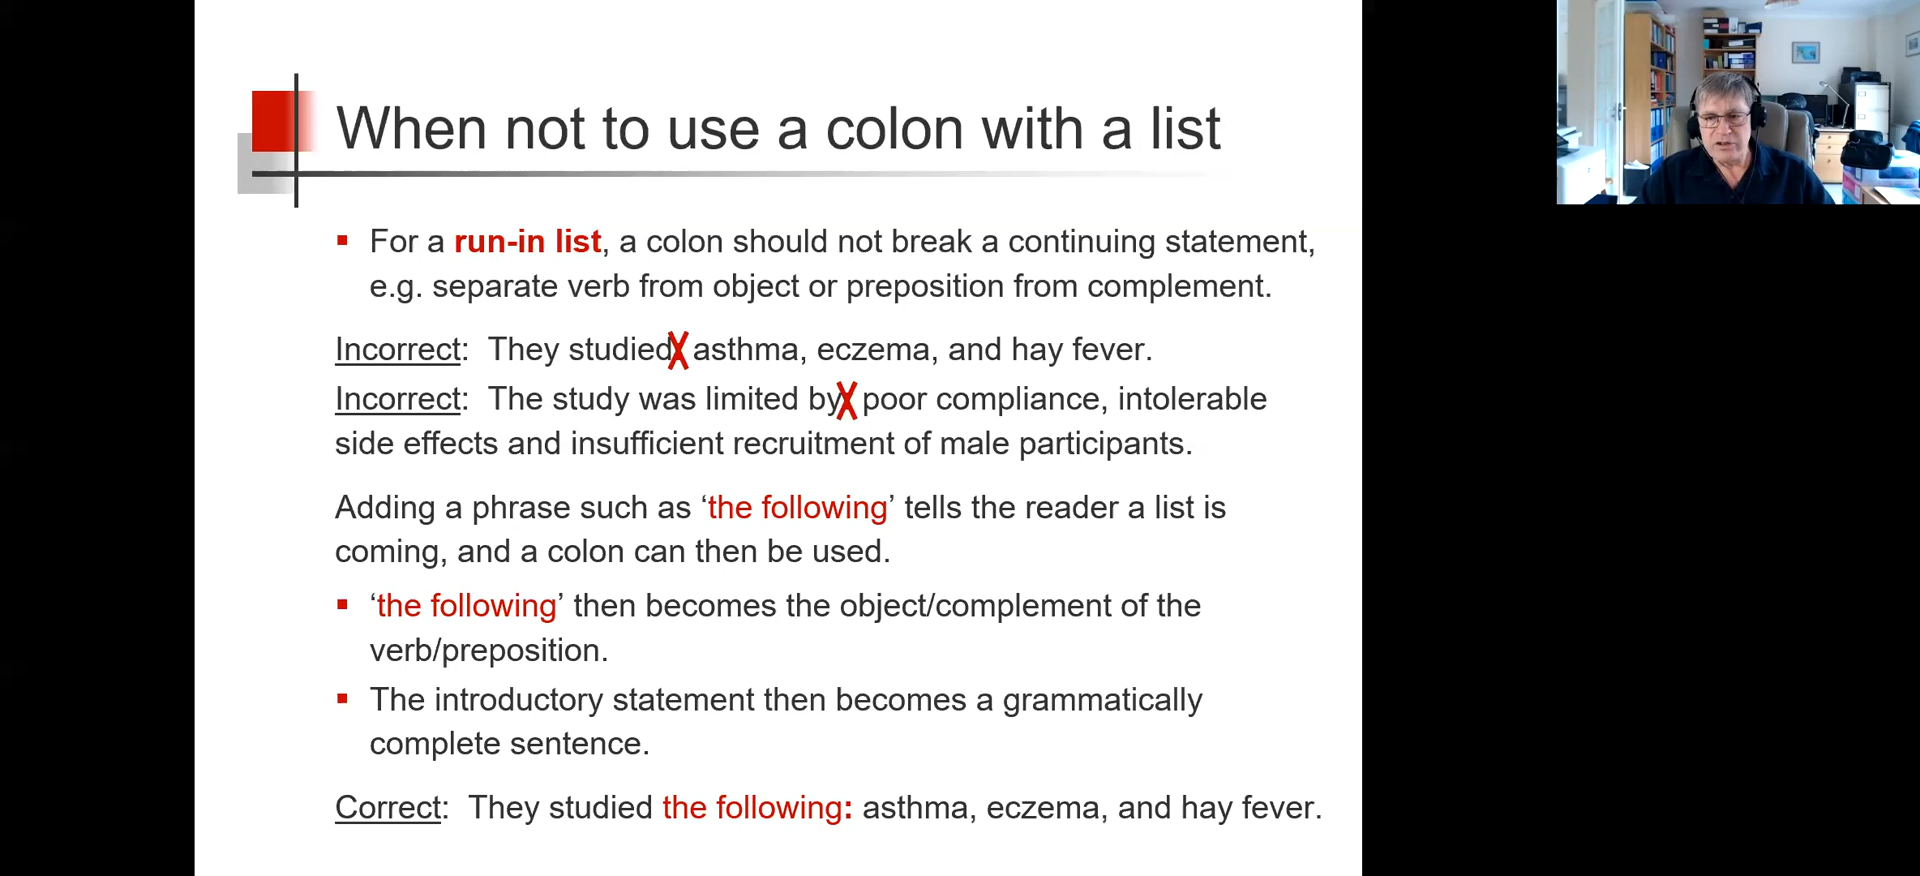 When not to use a colon with a list
▪ For a run-in list, a colon should not break a continuing statement,
e.g. separate verb from object or preposition from complement.
Incorrect: They studied: asthma, eczema, and hay fever.
Incorrect: The study was limited by: poor compliance, intolerable
side effects and insufficient recruitment of male participants.
Adding a phrase such as ‘the following’ tells the reader a list is
coming, and a colon can then be used.
▪ ‘the following’ then becomes the object/complement of the
verb/preposition.
▪ The introductory statement then becomes a grammatically
complete sentence.
Correct: They studied the following: asthma, eczema, and hay fever.